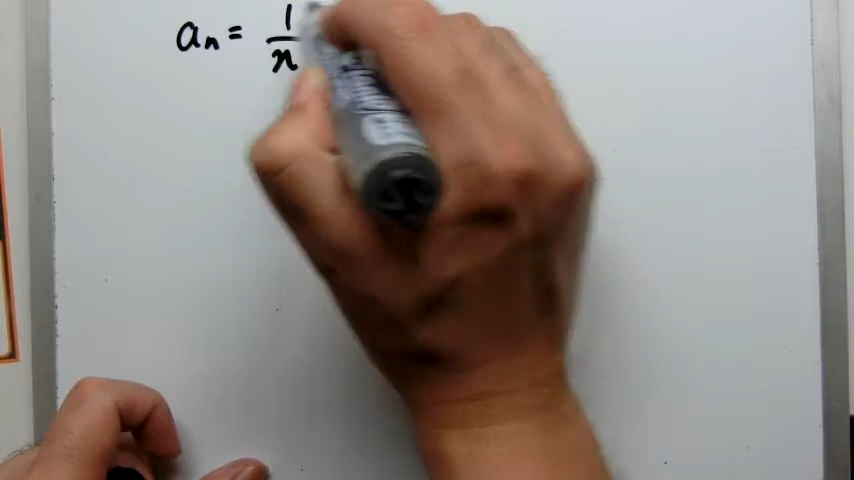 aₙ = 1/n